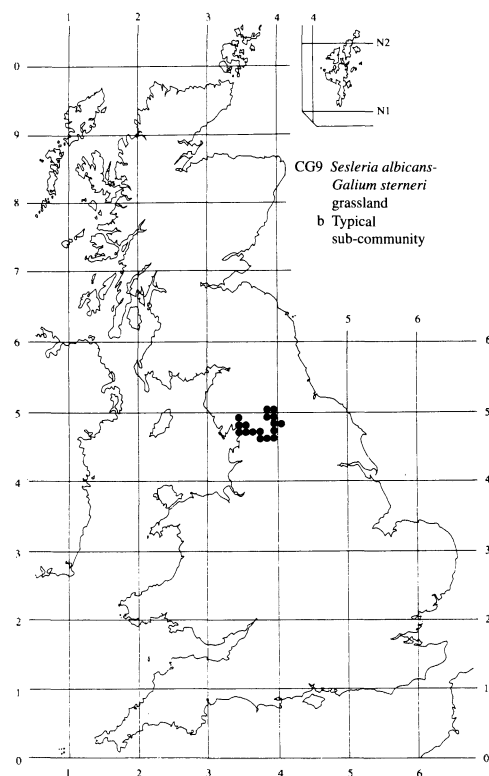 3 4 4
N2
0
N1
9
CG9 Sesleria albicans-
Galium sterneri
grassland
8
b Typical
sub-community
7
5 6
6 6
5 5
4 4
3 3
2 2
1 1
0 0
1 2 3 4 5 6